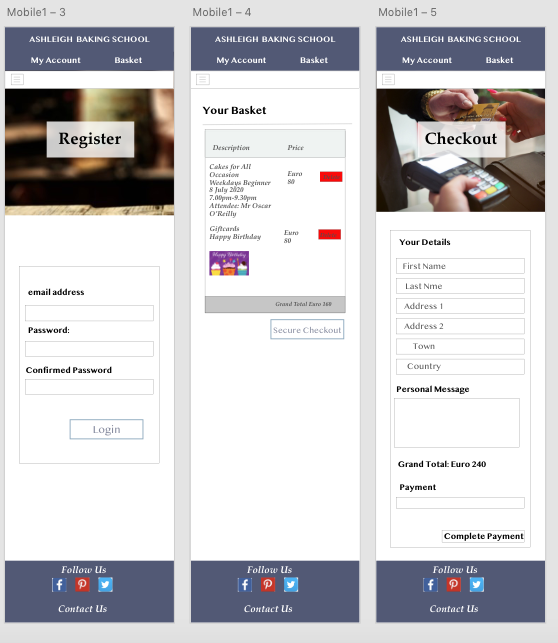 Mobile1 – 3
ASHLEIGH BAKING SCHOOL
My Account Basket
Register
email address
Password:
Confirmed Password
Login
Follow Us
Contact Us
Mobile1 – 4
ASHLEIGH BAKING SCHOOL
My Account Basket
Your Basket
Description Price
Cakes for All
Occasion
Weekdays Beginner
8 July 2020
7.00pm-9.30pm
Attendee: Mr Oscar
O'Reilly
Euro
80
Giftcards
Happy Birthday
Euro
80
Happy Birthday
Grand Total Euro 160
Secure Checkout
Follow Us
Contact Us
Mobile1 – 5
ASHLEIGH BAKING SCHOOL
My Account Basket
Checkout
Your Details
First Name
Last Nme
Address 1
Address 2
Town
Country
Personal Message
Grand Total: Euro 240
Payment
Complete Payment
Follow Us
Contact Us